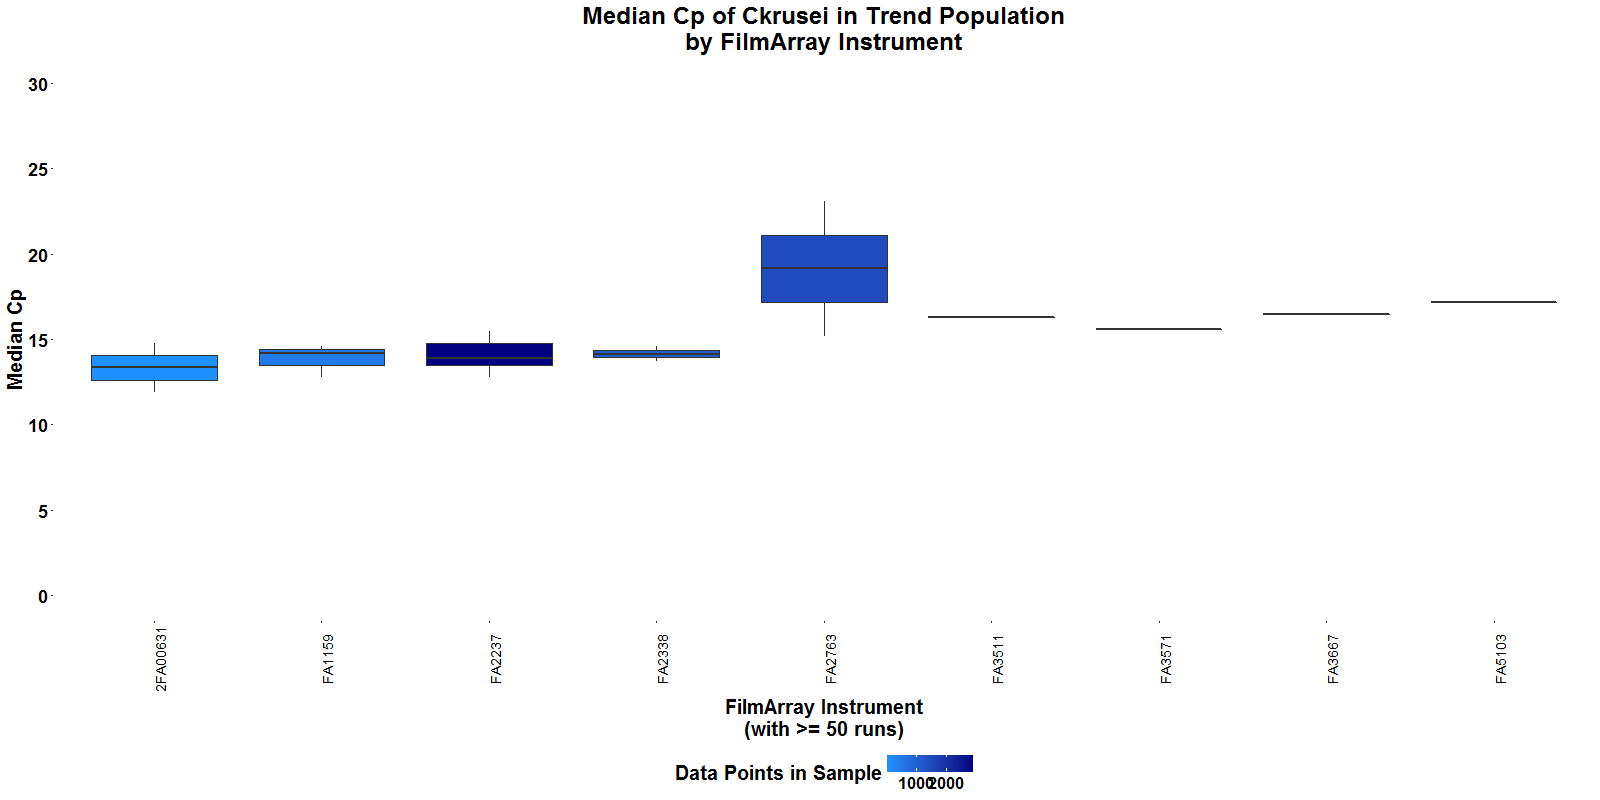 Median Cp of Ckrusei in Trend Population
by FilmArray Instrument
Median Cp
30
25
20
15
10
5
0
2FA00631
FA1159
FA2237
FA2338
FA2763
FA3511
FA3571
FA3667
FA5103
FilmArray Instrument
(with >= 50 runs)
Data Points in Sample
1000 2000